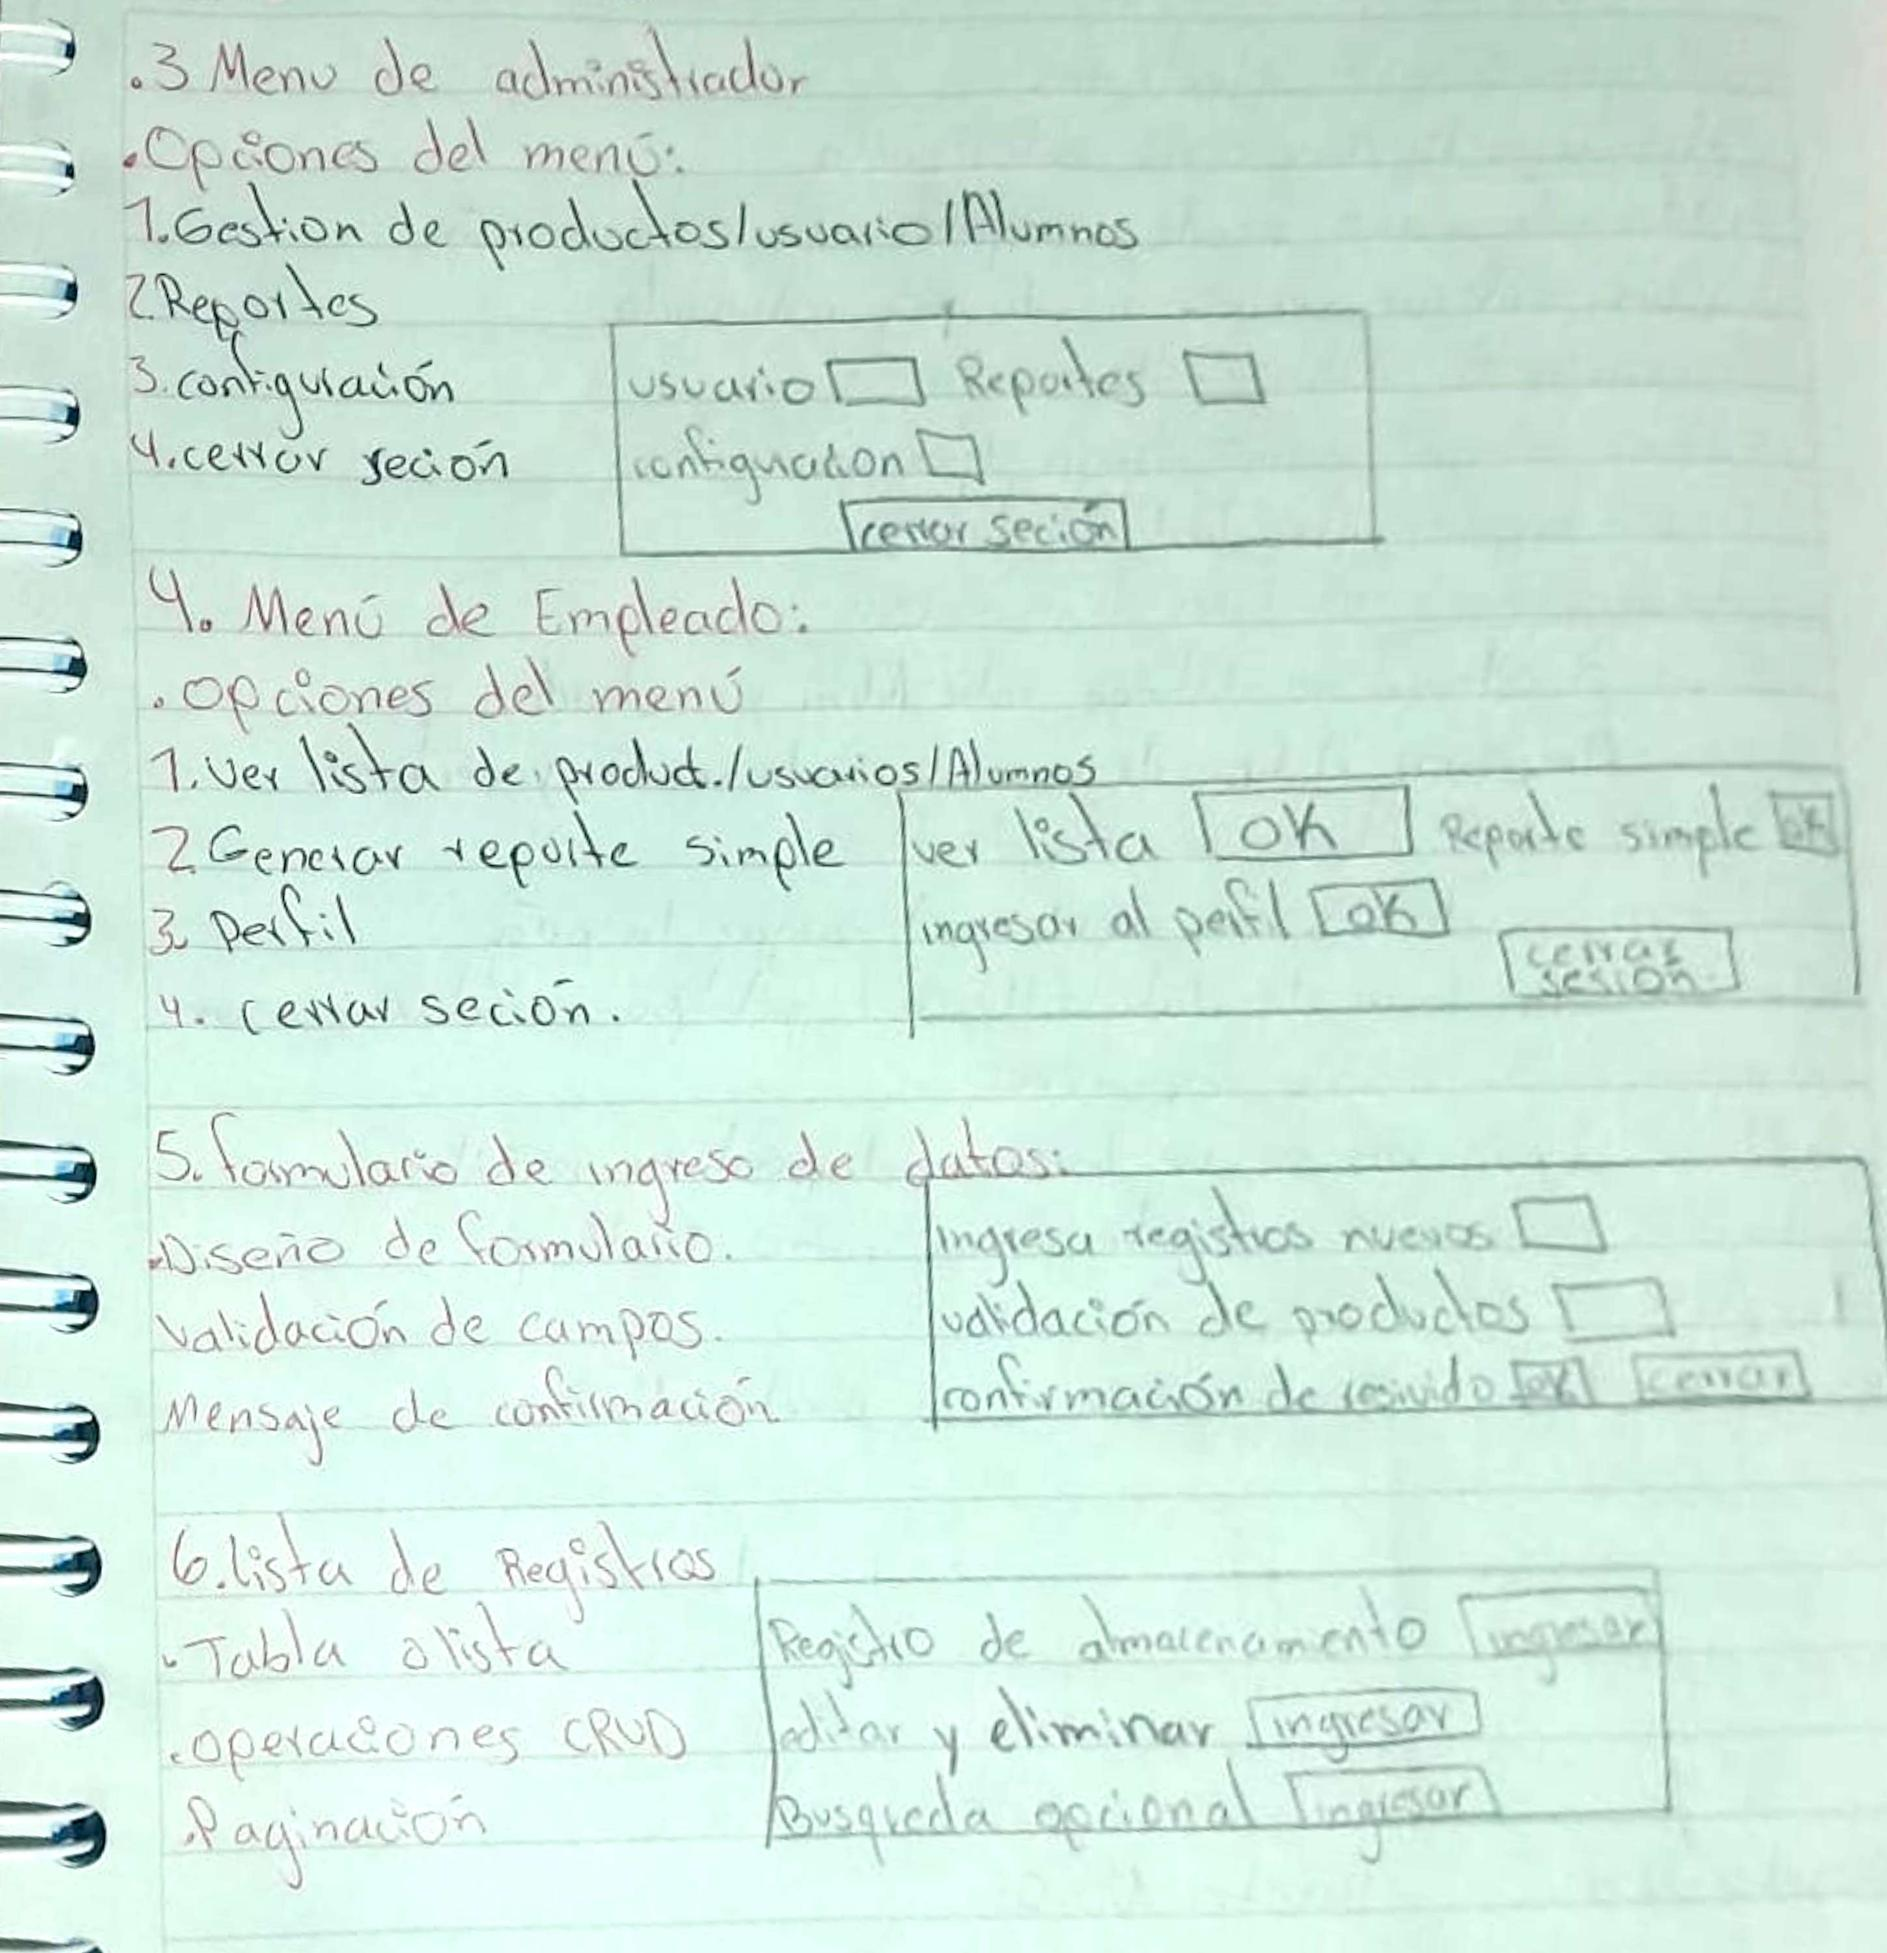 .3 Menu de administrador
.Opciones del menú:
1.Gestion de productos/usuario/Alumnos
2.Reportes
3.configuración
usuario Reportes
4.cerrar seción
configuracion
cerrar seción
4. Menú de Empleado:
.opciones del menú
1.ver lista de product./usuarios/Alumnos
2.Generar reporte simple
ver lista OK Reporte simple OK
3. Perfil
ingresar al perfil OK
cerrar
sesión
4. cerrar seción.
5. formulario de ingreso de datos:
.Diseño de formulario.
ingresa registros nuevos
validación de campos.
validación de productos
Mensaje de confirmación
confirmación de recivido OK cerrar
6.lista de Registros
.Tabla o lista
Registro de almacenamiento ingresar
.operaciones CRUD
editar y eliminar ingresar
.Paginación
Busqueda opcional ingresar